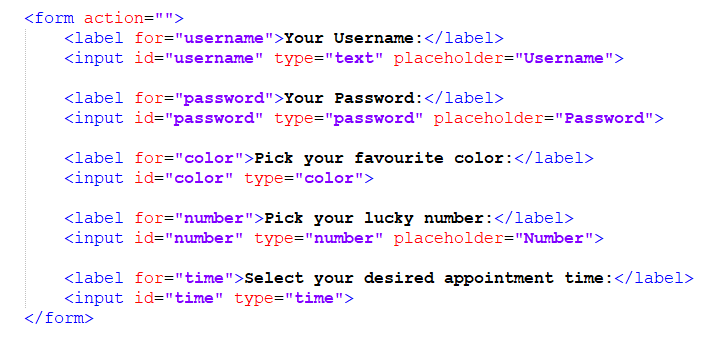 <form action="">
<label for="username">Your Username:</label>
<input id="username" type="text" placeholder="Username">
<label for="password">Your Password:</label>
<input id="password" type="password" placeholder="Password">
<label for="color">Pick your favourite color:</label>
<input id="color" type="color">
<label for="number">Pick your lucky number:</label>
<input id="number" type="number" placeholder="Number">
<label for="time">Select your desired appointment time:</label>
<input id="time" type="time">
</form>